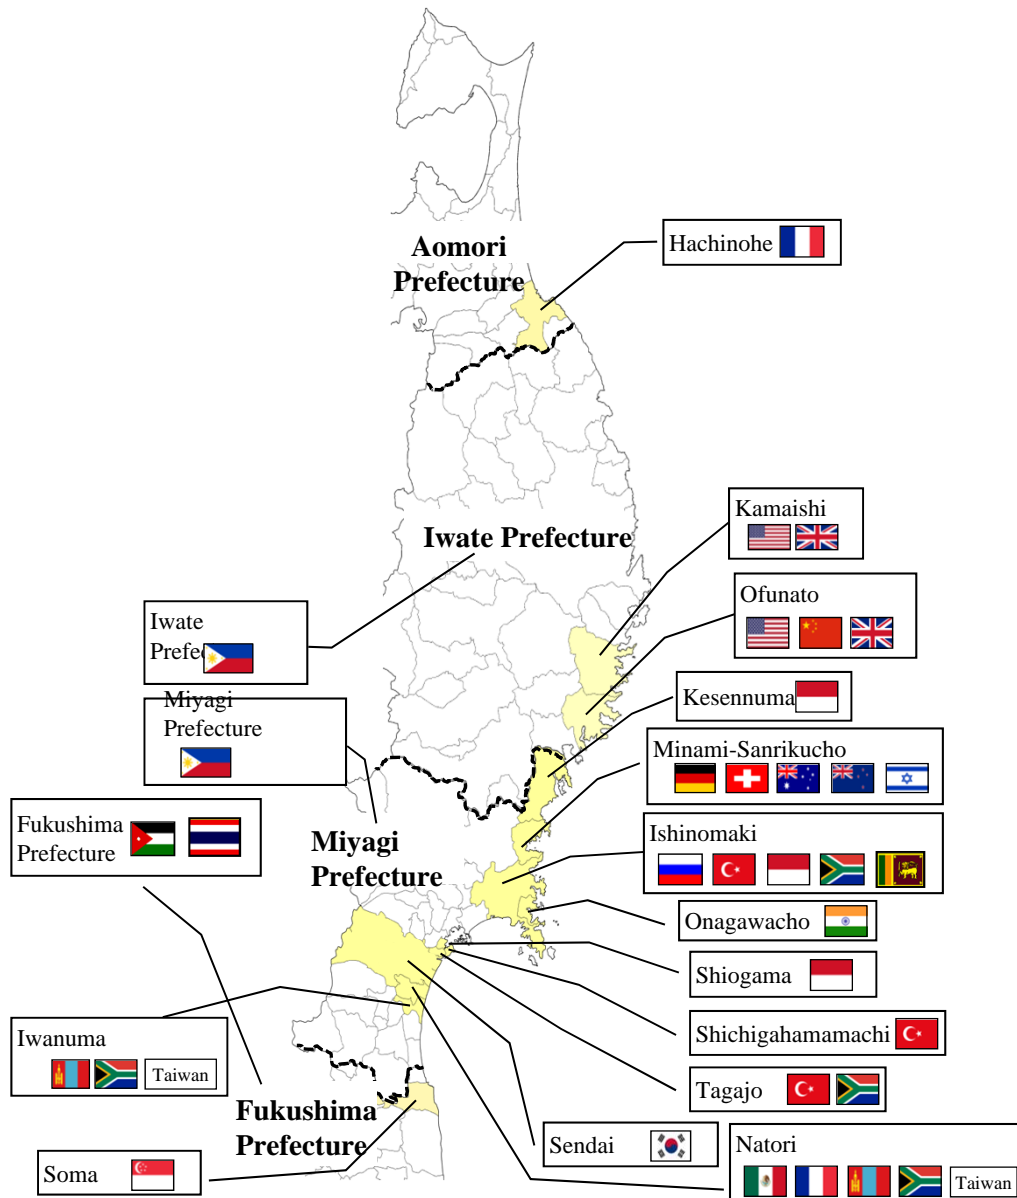 Hachinohe
Aomori
Prefecture
Kamaishi
Iwate Prefecture
Ofunato
Iwate
Prefe
Kesennuma
Miyagi
Prefecture
Minami-Sanrikucho
Fukushima
Prefecture
Miyagi
Prefecture
Ishinomaki
Onagawacho
Shiogama
Iwanuma
Taiwan
Shichigahamamachi
Tagajo
Fukushima
Prefecture
Sendai
Natori
Taiwan
Soma